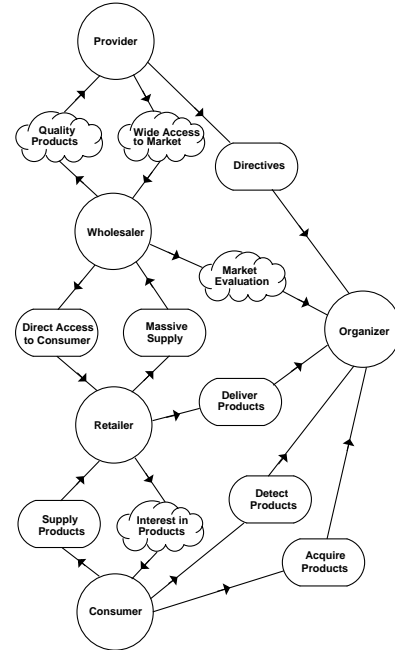 Provider
Quality
Products
Wide Access
to Market
Directives
Wholesaler
Market
Evaluation
Direct Access
to Consumer
Massive
Supply
Organizer
Deliver
Products
Retailer
Detect
Products
Supply
Products
Interest in
Products
Acquire
Products
Consumer